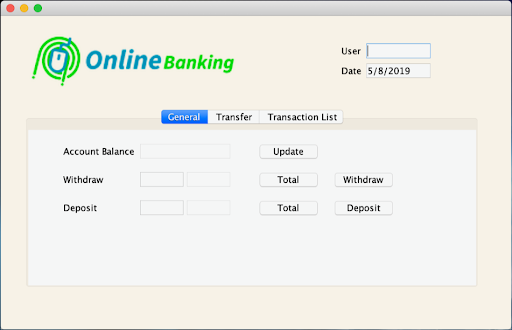 Online Banking
User
Date 5/8/2019
General Transfer Transaction List
Account Balance Update
Withdraw Total Withdraw
Deposit Total Deposit